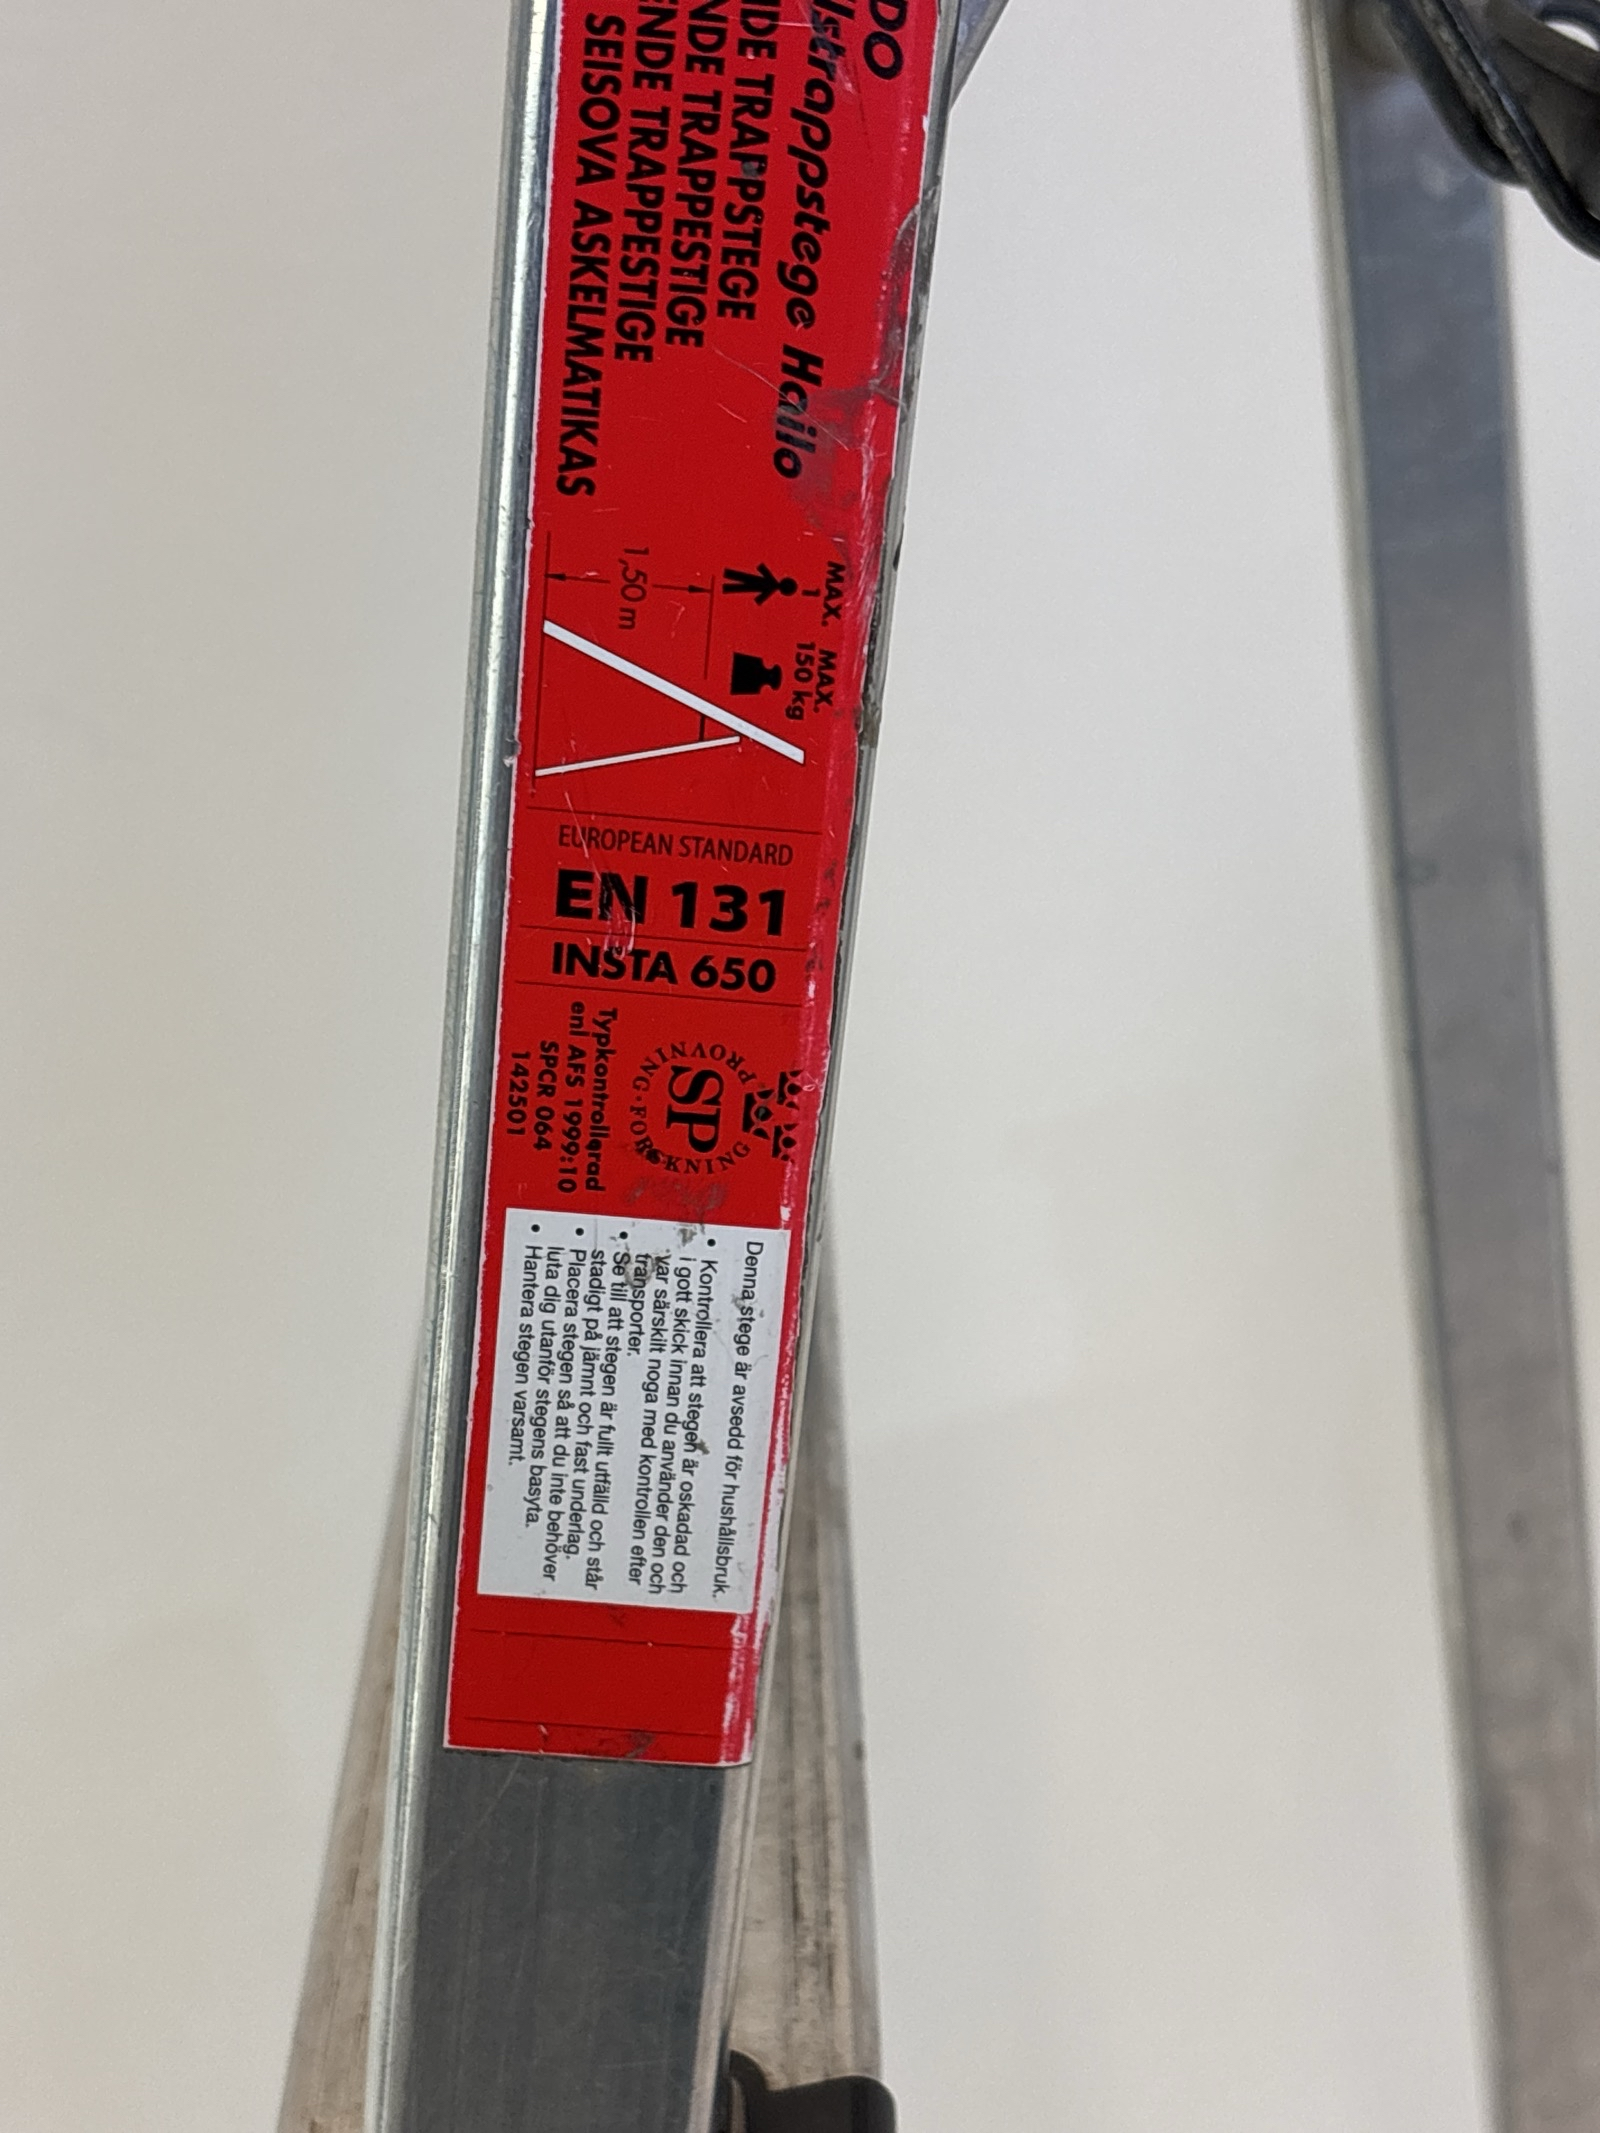 DO
Hailo
TRAPPSTEGE
TRAPPESTIGE
TRAPPESTIGE
SEISOVA ASKELMATIKAS
MAX.
1
MAX.
150 kg
1,50 m
EUROPEAN STANDARD
EN 131
INSTA 650
SP
PROVNING · FORSKNING
Typkontrollerad
enl AFS 1999:10
SPCR 064
142501
Denna stege är avsedd för hushållsbruk.
• Kontrollera att stegen är oskadad och
i gott skick innan du använder den och
var särskilt noga med kontrollen efter
transporter.
• Se till att stegen är fullt utfälld och står
stadigt på jämnt och fast underlag.
• Placera stegen så att du inte behöver
luta dig utanför stegens basyta.
• Hantera stegen varsamt.